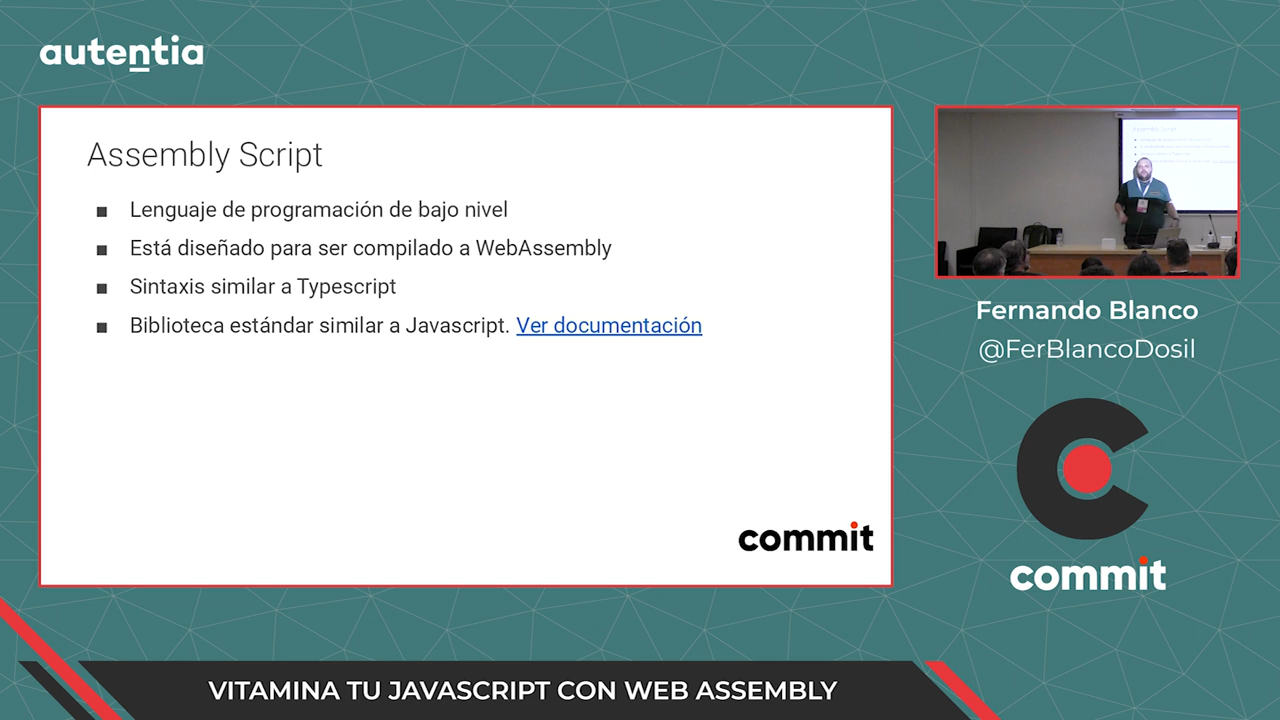 autentia
Assembly Script
Lenguaje de programación de bajo nivel
Está diseñado para ser compilado a WebAssembly
Sintaxis similar a Typescript
Biblioteca estándar similar a Javascript. Ver documentación
commit
Fernando Blanco
@FerBlancoDosil
commit
VITAMINA TU JAVASCRIPT CON WEB ASSEMBLY